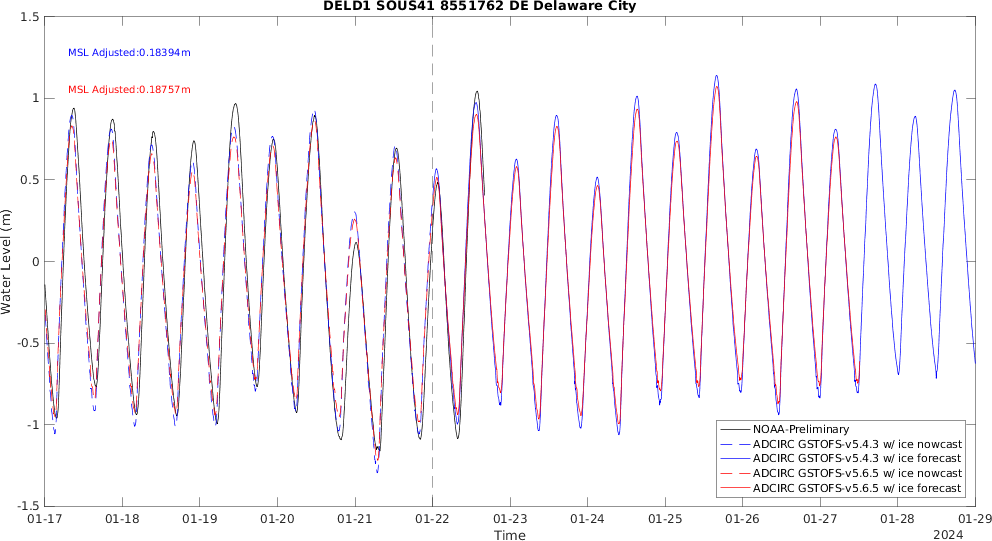 DELD1 SOUS41 8551762 DE Delaware City
1.5
MSL Adjusted:0.18394m
MSL Adjusted:0.18757m
1
0.5
0
-0.5
-1
-1.5
Water Level (m)
NOAA-Preliminary
ADCIRC GSTOFS-v5.4.3 w/ ice nowcast
ADCIRC GSTOFS-v5.4.3 w/ ice forecast
ADCIRC GSTOFS-v5.6.5 w/ ice nowcast
ADCIRC GSTOFS-v5.6.5 w/ ice forecast
01-17 01-18 01-19 01-20 01-21 01-22 01-23 01-24 01-25 01-26 01-27 01-28 01-29
Time
2024